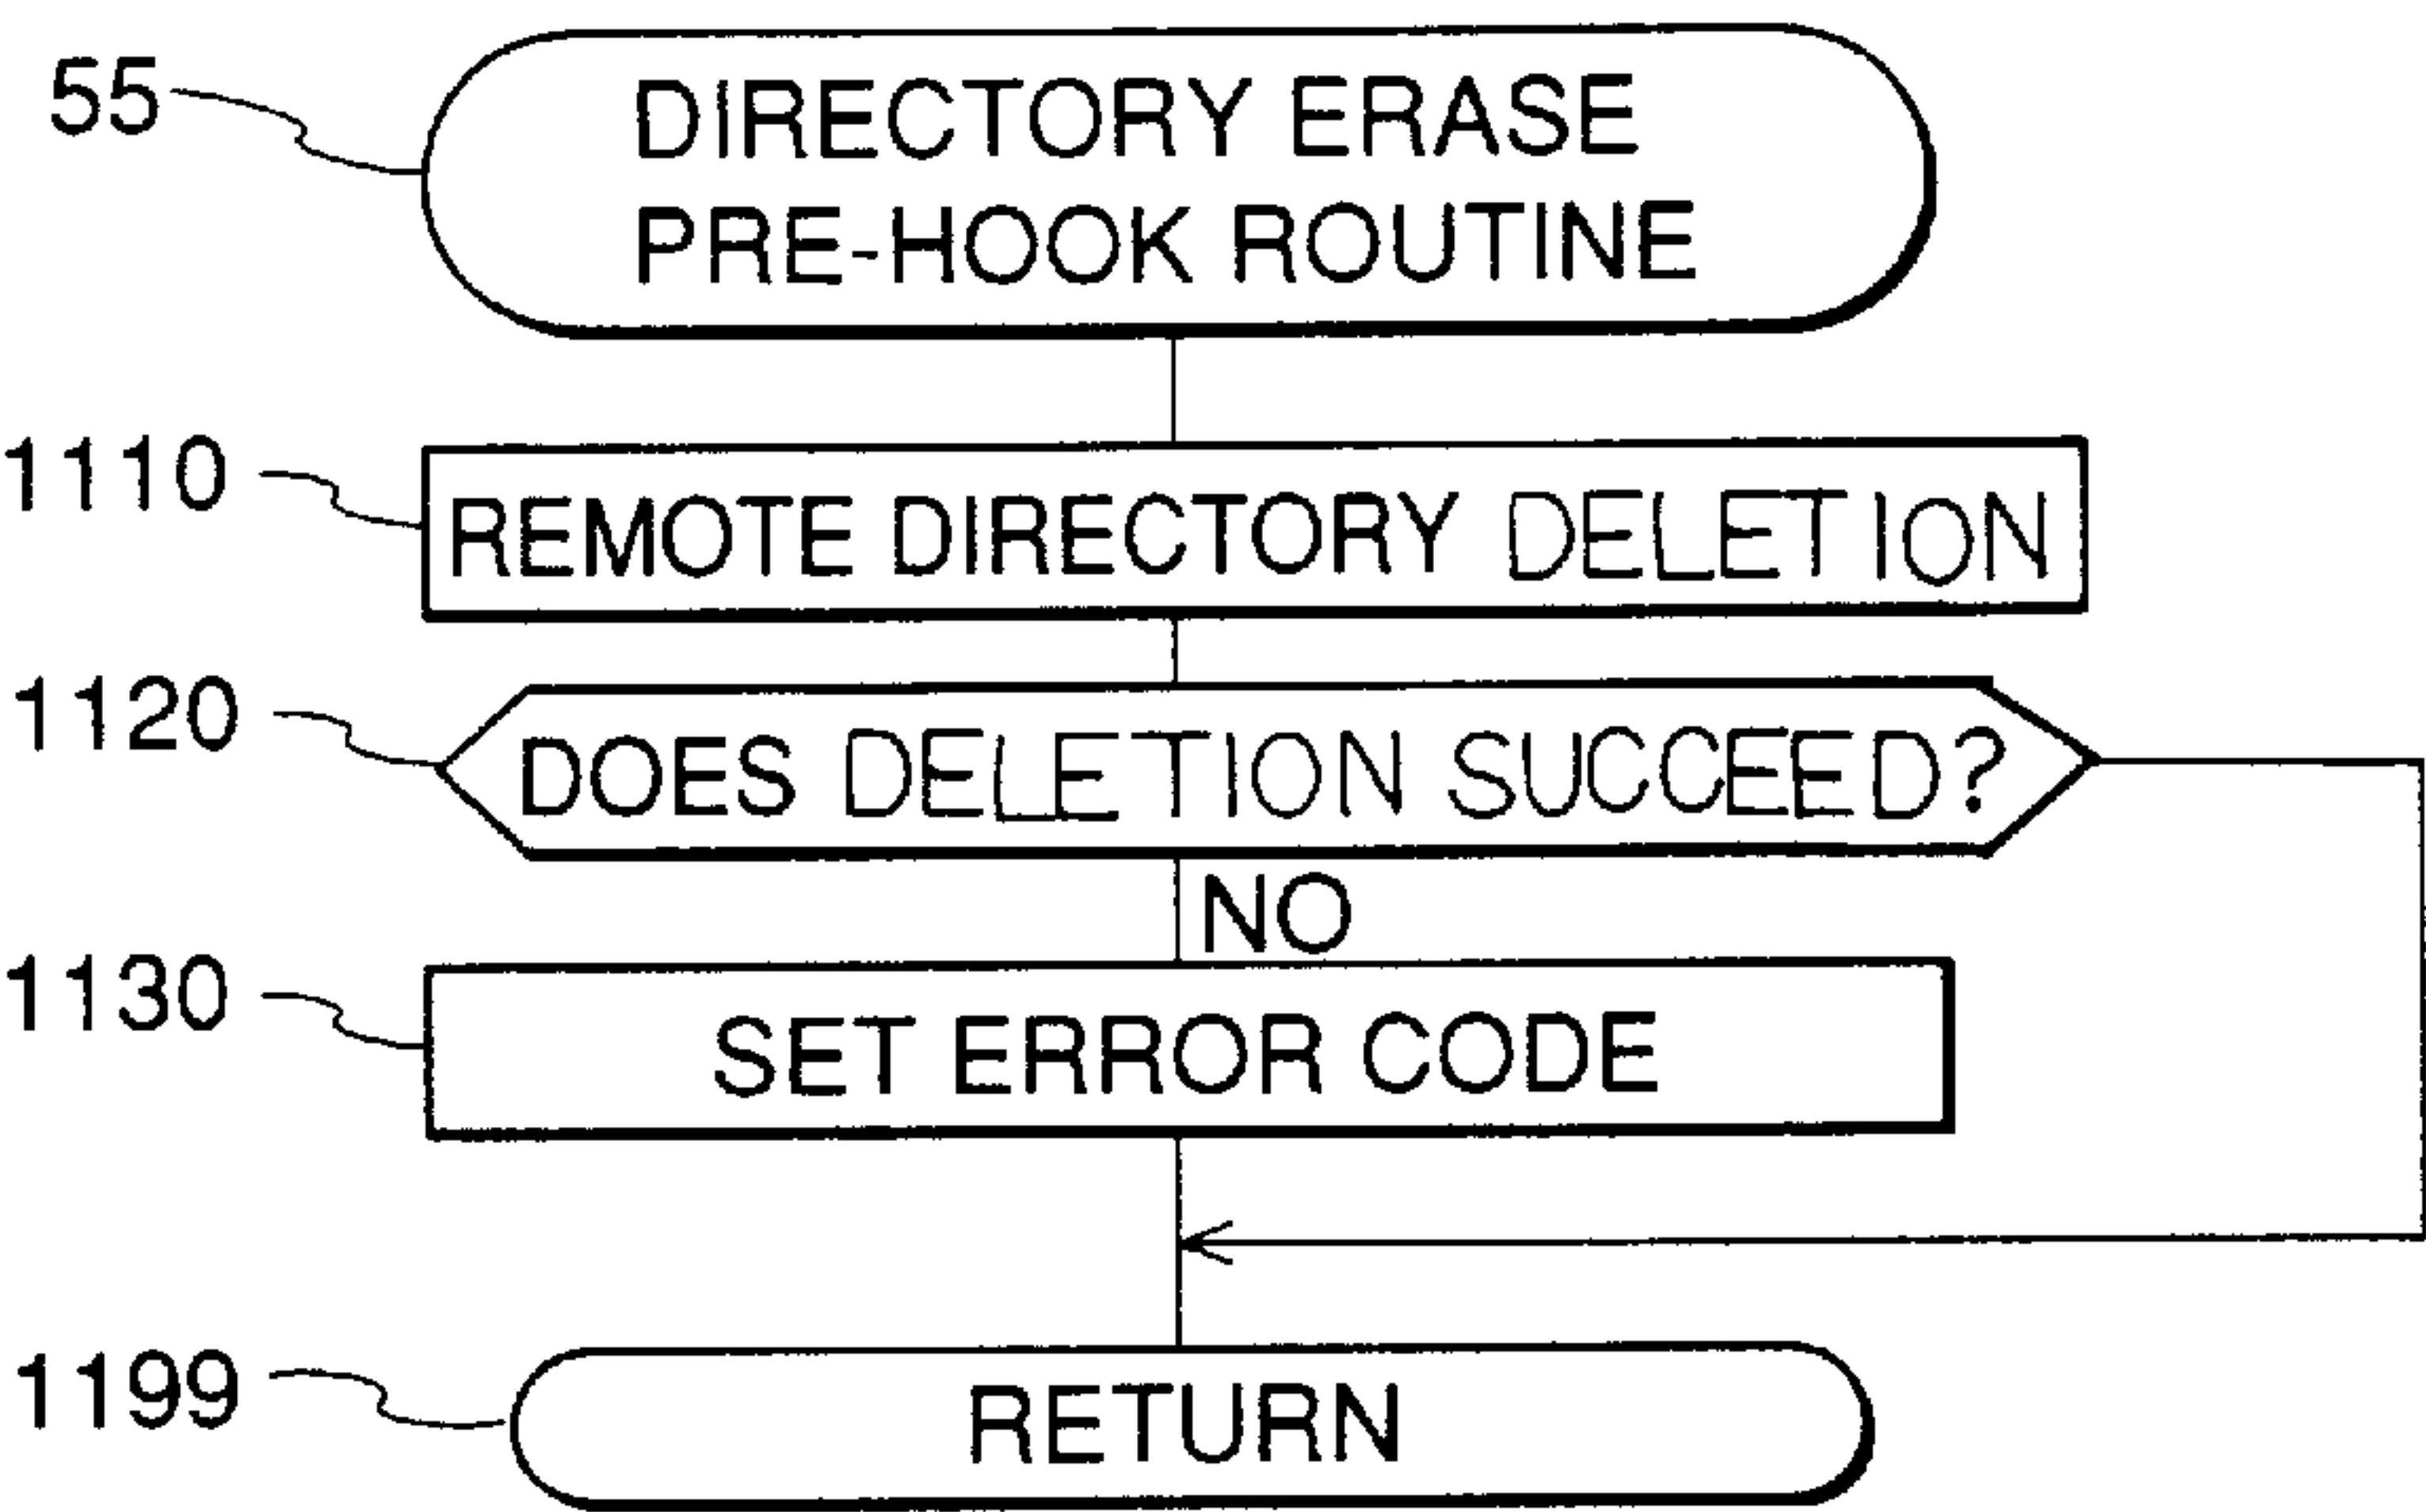 55
DIRECTORY ERASE
PRE-HOOK ROUTINE
1110
REMOTE DIRECTORY DELETION
1120
DOES DELETION SUCCEED?
NO
1130
SET ERROR CODE
1199
RETURN